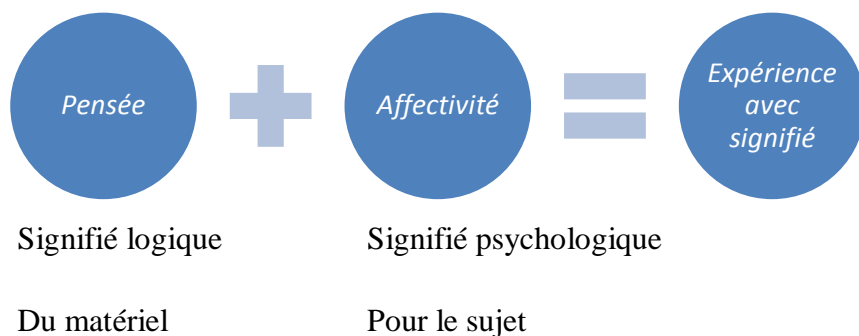 Pensée
Affectivité
Expérience
avec
signifié
Signifié logique
Signifié psychologique
Du matériel
Pour le sujet